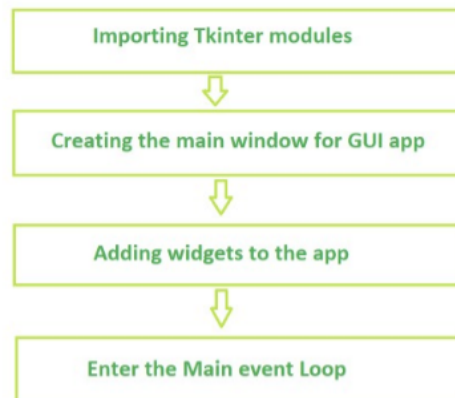 Importing Tkinter modules
Creating the main window for GUI app
Adding widgets to the app
Enter the Main event Loop